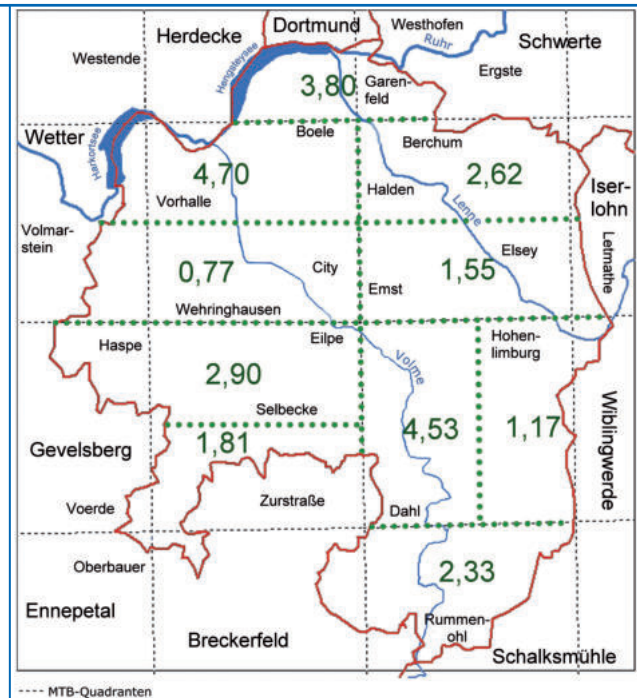 Dortmund
Herdecke
Westhofen
Ruhr
Schwerte
Westende
Hengsteysee
Ergste
3,80
Garen-
feld
Wetter
Harkortsee
Boele
Berchum
4,70
2,62
Halden
Iser-
lohn
Vorhalle
Lenne
Volmar-
stein
Elsey
Letmathe
0,77
City
1,55
Emst
Wehringhausen
Haspe
Eilpe
Hohen-
limburg
Volme
2,90
Selbecke
4,53
1,17
Wiblingwerde
Gevelsberg
1,81
Zurstraße
Voerde
Dahl
Oberbauer
2,33
Ennepetal
Rummen-
ohl
Breckerfeld
Schalksmühle
---- MTB-Quadranten